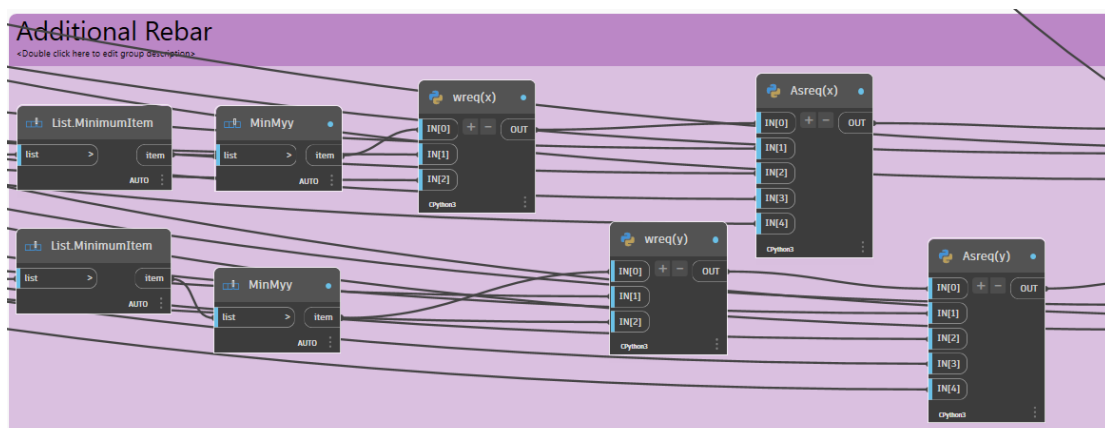 Additional Rebar
<Double click here to edit group description>
List.MinimumItem
list > item
AUTO
MinMyy
list > item
AUTO
wreq(x)
IN[0] + - OUT
IN[1]
IN[2]
CPython3
Asreq(x)
IN[0] + - OUT
IN[1]
IN[2]
IN[3]
IN[4]
CPython3
List.MinimumItem
list > item
AUTO
MinMyy
list > item
AUTO
wreq(y)
IN[0] + - OUT
IN[1]
IN[2]
CPython3
Asreq(y)
IN[0] + - OUT
IN[1]
IN[2]
IN[3]
IN[4]
CPython3